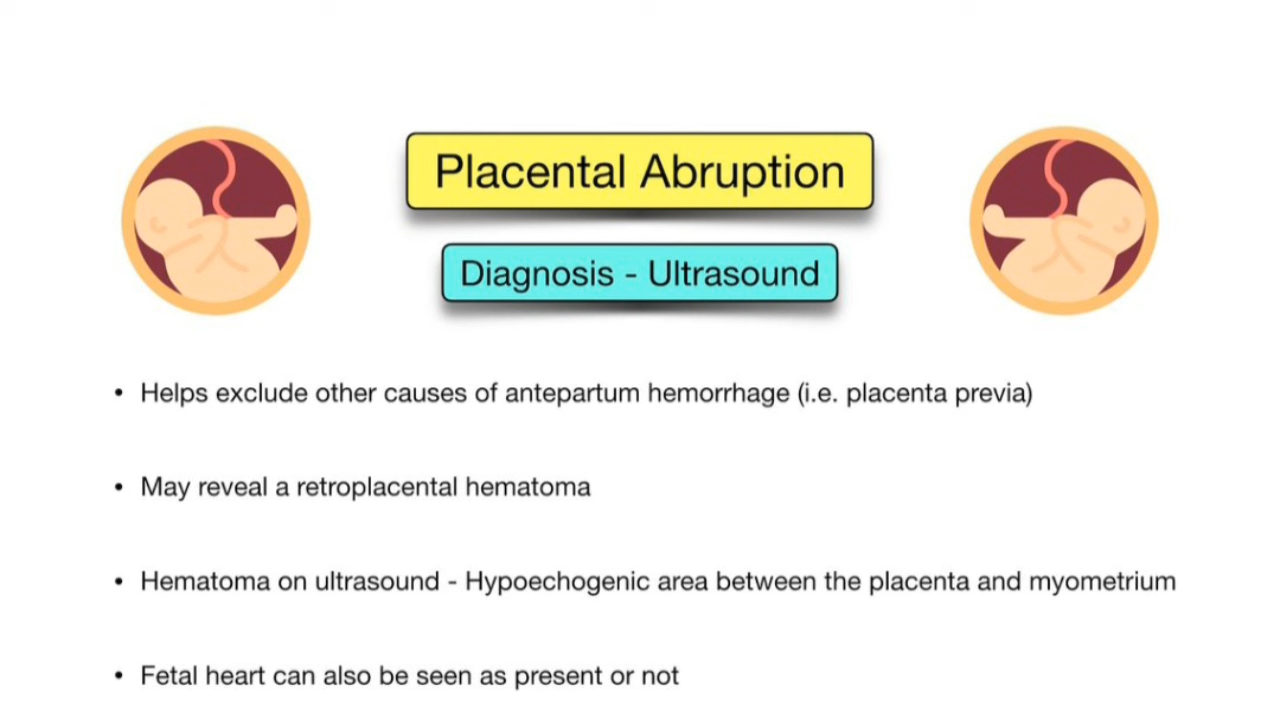 Placental Abruption
Diagnosis - Ultrasound
• Helps exclude other causes of antepartum hemorrhage (i.e. placenta previa)
• May reveal a retroplacental hematoma
• Hematoma on ultrasound - Hypoechogenic area between the placenta and myometrium
• Fetal heart can also be seen as present or not